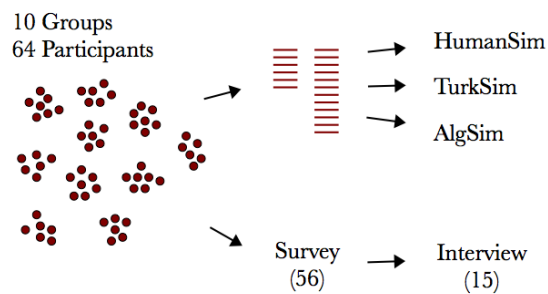 10 Groups
64 Participants
HumanSim
TurkSim
AlgSim
Survey
(56)
Interview
(15)